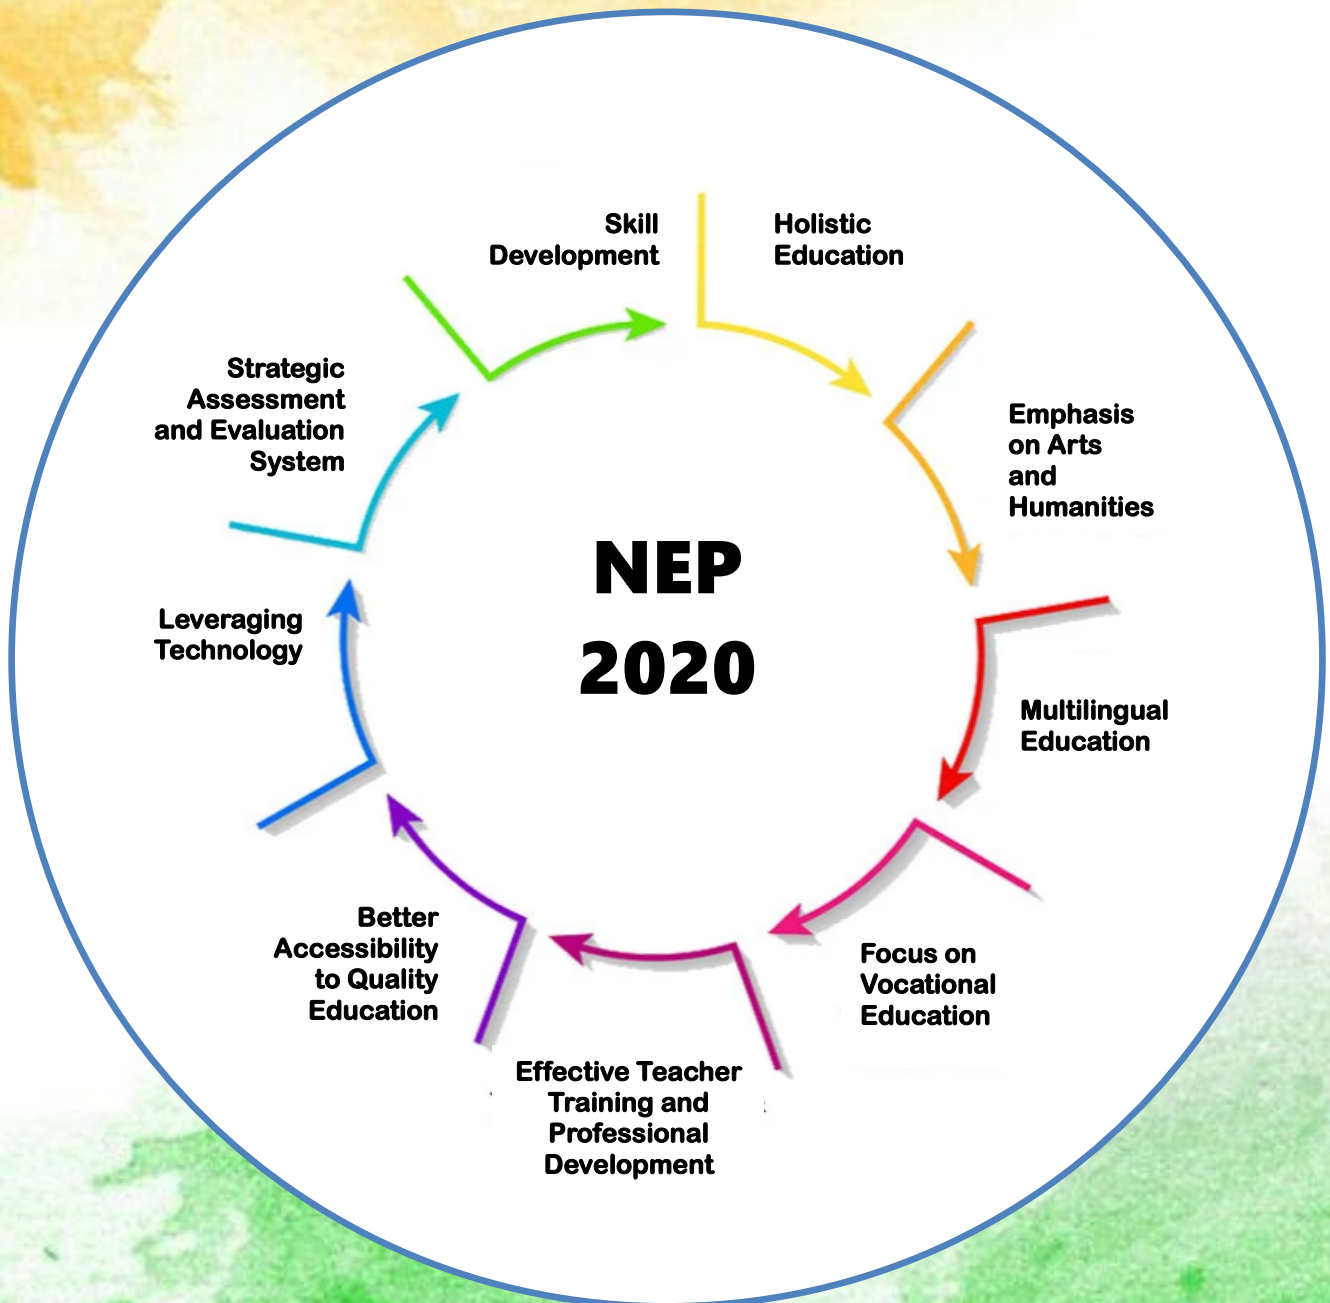 Skill
Development
Holistic
Education
Emphasis
on Arts
and
Humanities
Multilingual
Education
Focus on
Vocational
Education
Effective Teacher
Training and
Professional
Development
Better
Accessibility
to Quality
Education
Leveraging
Technology
Strategic
Assessment
and Evaluation
System
NEP
2020